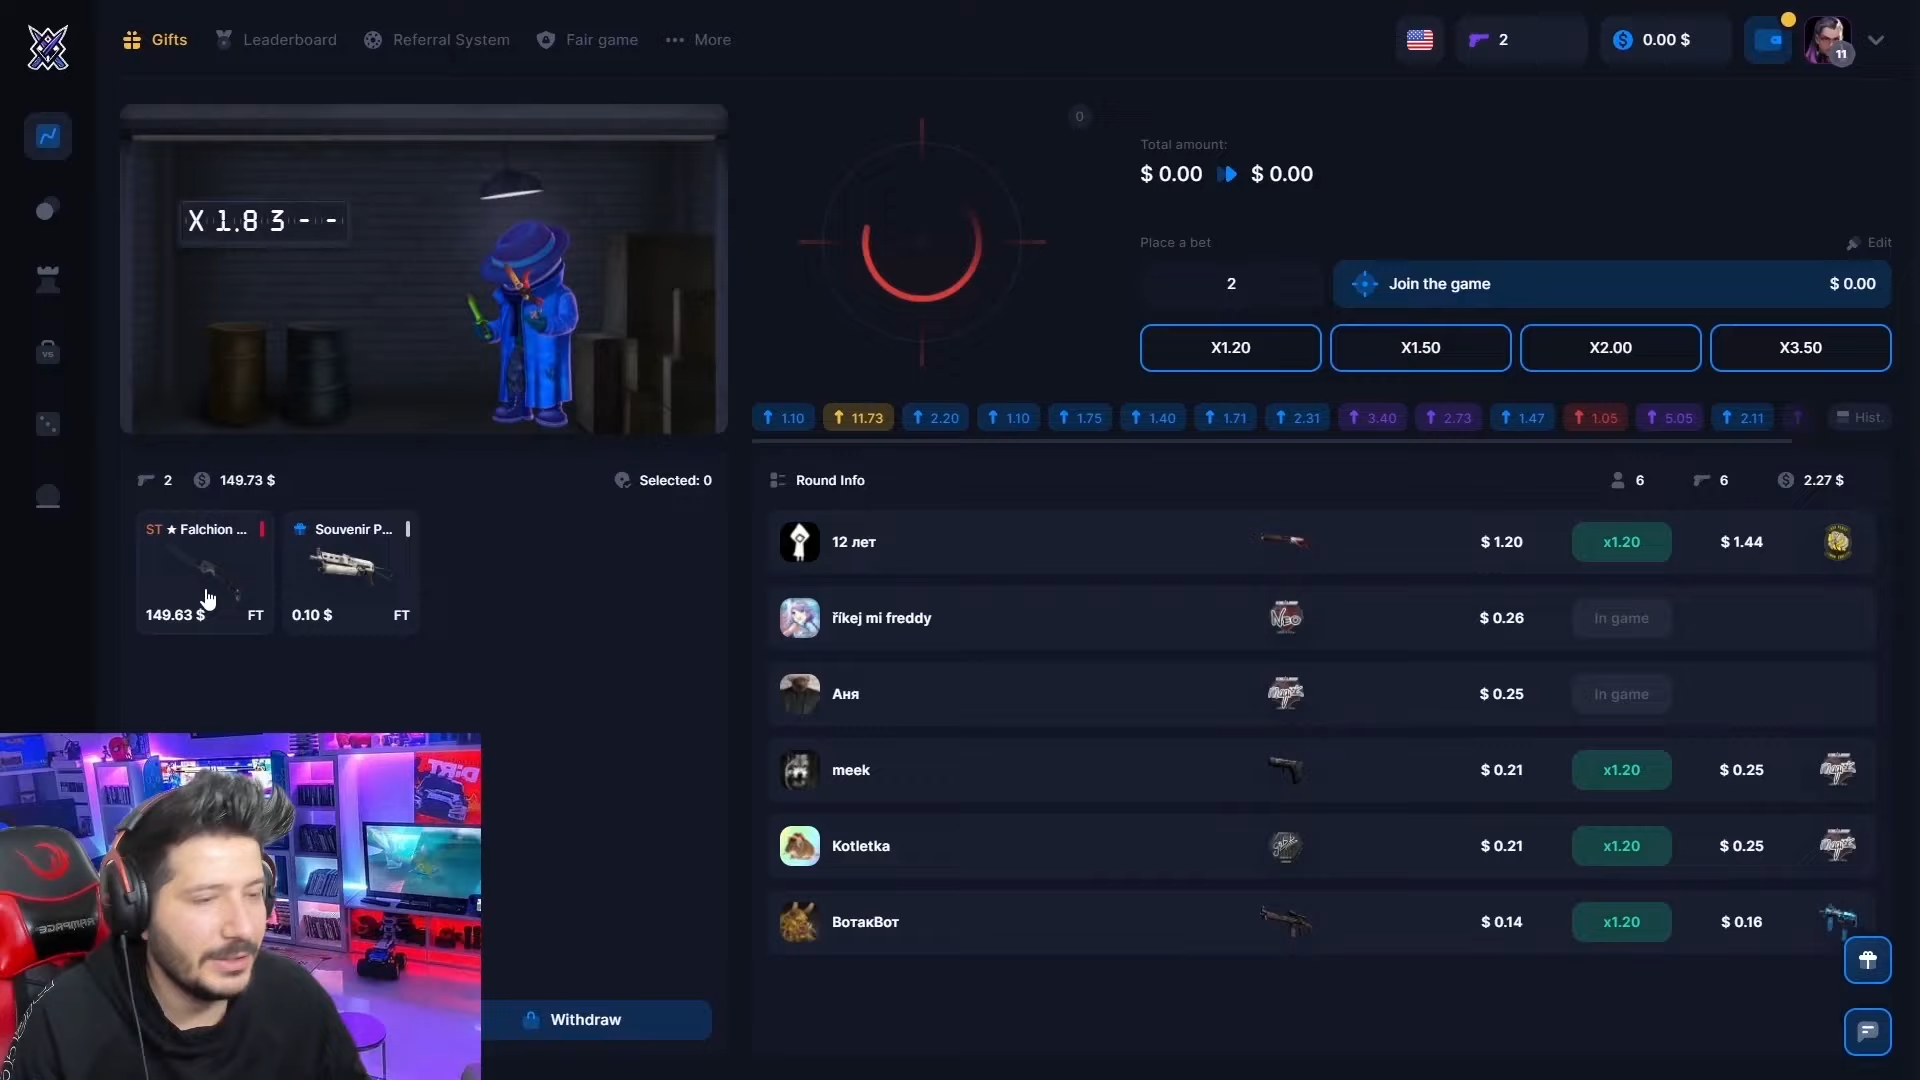 Gifts
Leaderboard
Referral System
Fair game
More
2
0.00 $
11
X 1.8 3 - -
0
Total amount:
$ 0.00
$ 0.00
Place a bet
Edit
2
Join the game
$ 0.00
X1.20
X1.50
X2.00
X3.50
1.10
11.73
2.20
1.10
1.75
1.40
1.71
2.31
3.40
2.73
1.47
1.05
5.05
2.11
Hist.
VS
2
149.73 $
Selected: 0
ST ★ Falchion ...
149.63 $
FT
Souvenir P...
0.10 $
FT
Round Info
6
6
2.27 $
12 лет
$ 1.20
x1.20
$ 1.44
říkej mi freddy
$ 0.26
In game
Аня
$ 0.25
In game
meek
$ 0.21
x1.20
$ 0.25
Kotletka
$ 0.21
x1.20
$ 0.25
ВотакВот
$ 0.14
x1.20
$ 0.16
Withdraw